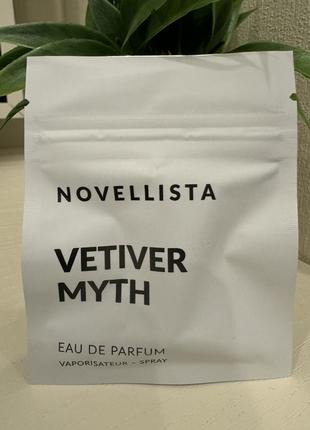 NOVELLISTA
VETIVER
MYTH
EAU DE PARFUM
VAPORISATEUR – SPRAY